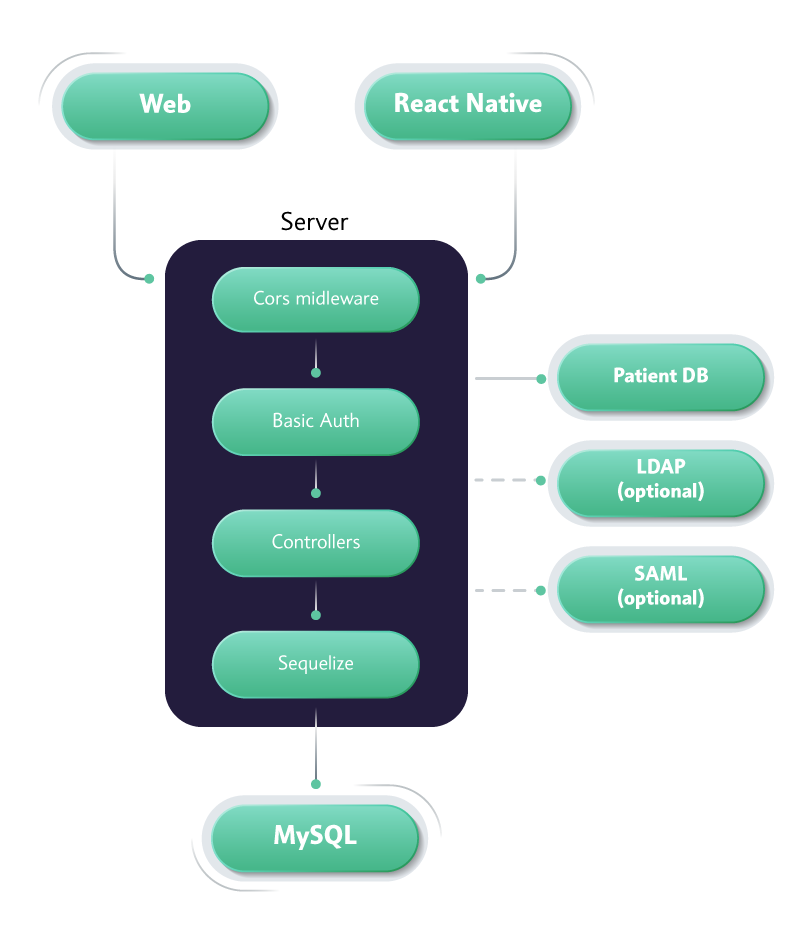 Web
React Native
Server
Cors midleware
Basic Auth
Controllers
Sequelize
Patient DB
LDAP
(optional)
SAML
(optional)
MySQL